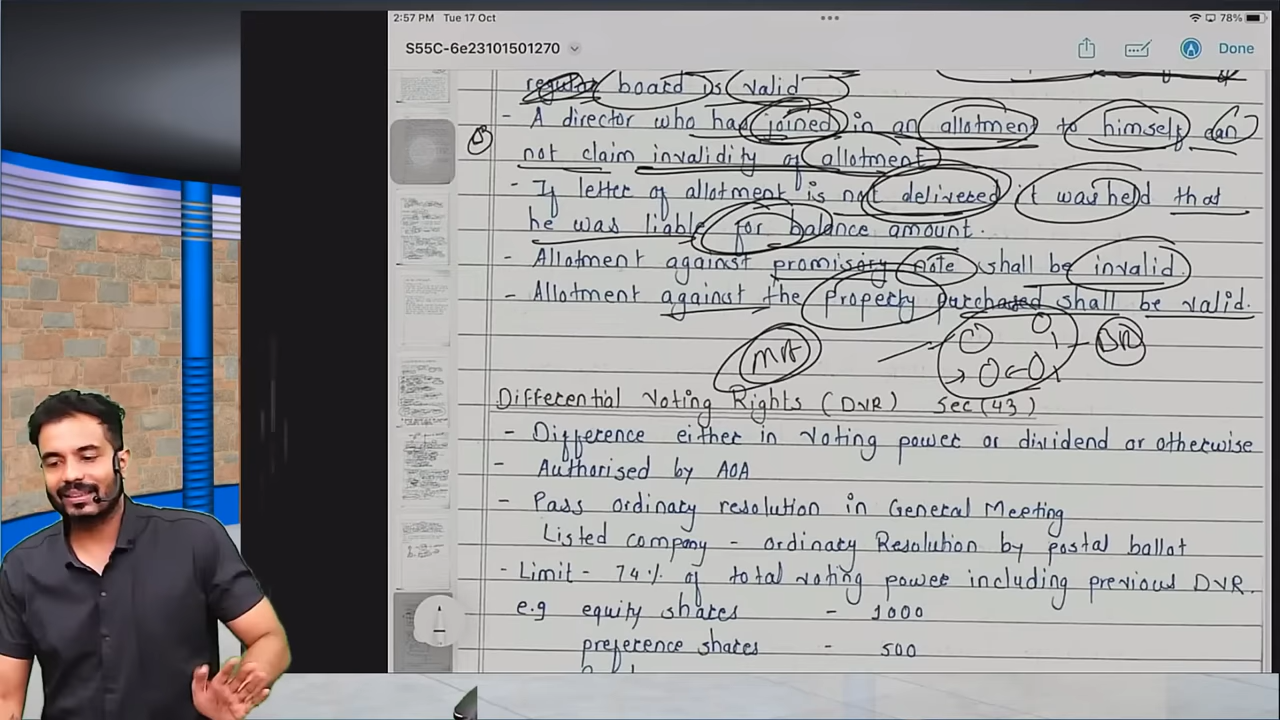 2:57 PM Tue 17 Oct
78%
S55C-6e23101501270
Done
board is valid
- A director who had joined in an allotment to himself can
not claim invalidity of allotment
- If letter of allotment is not delivered it was held that
he was liable for balance amount.
- Allotment against promisory note shall be invalid.
- Allotment against the property purchased shall be valid.
Differential Voting Rights (DVR) Sec (43)
- Difference either in voting power or dividend or otherwise
- Authorised by AOA
- Pass ordinary resolution in General Meeting
Listed company - ordinary Resolution by postal ballot
- Limit - 74% of total voting power including previous DVR.
e.g equity shares - 1000
preference shares - 500